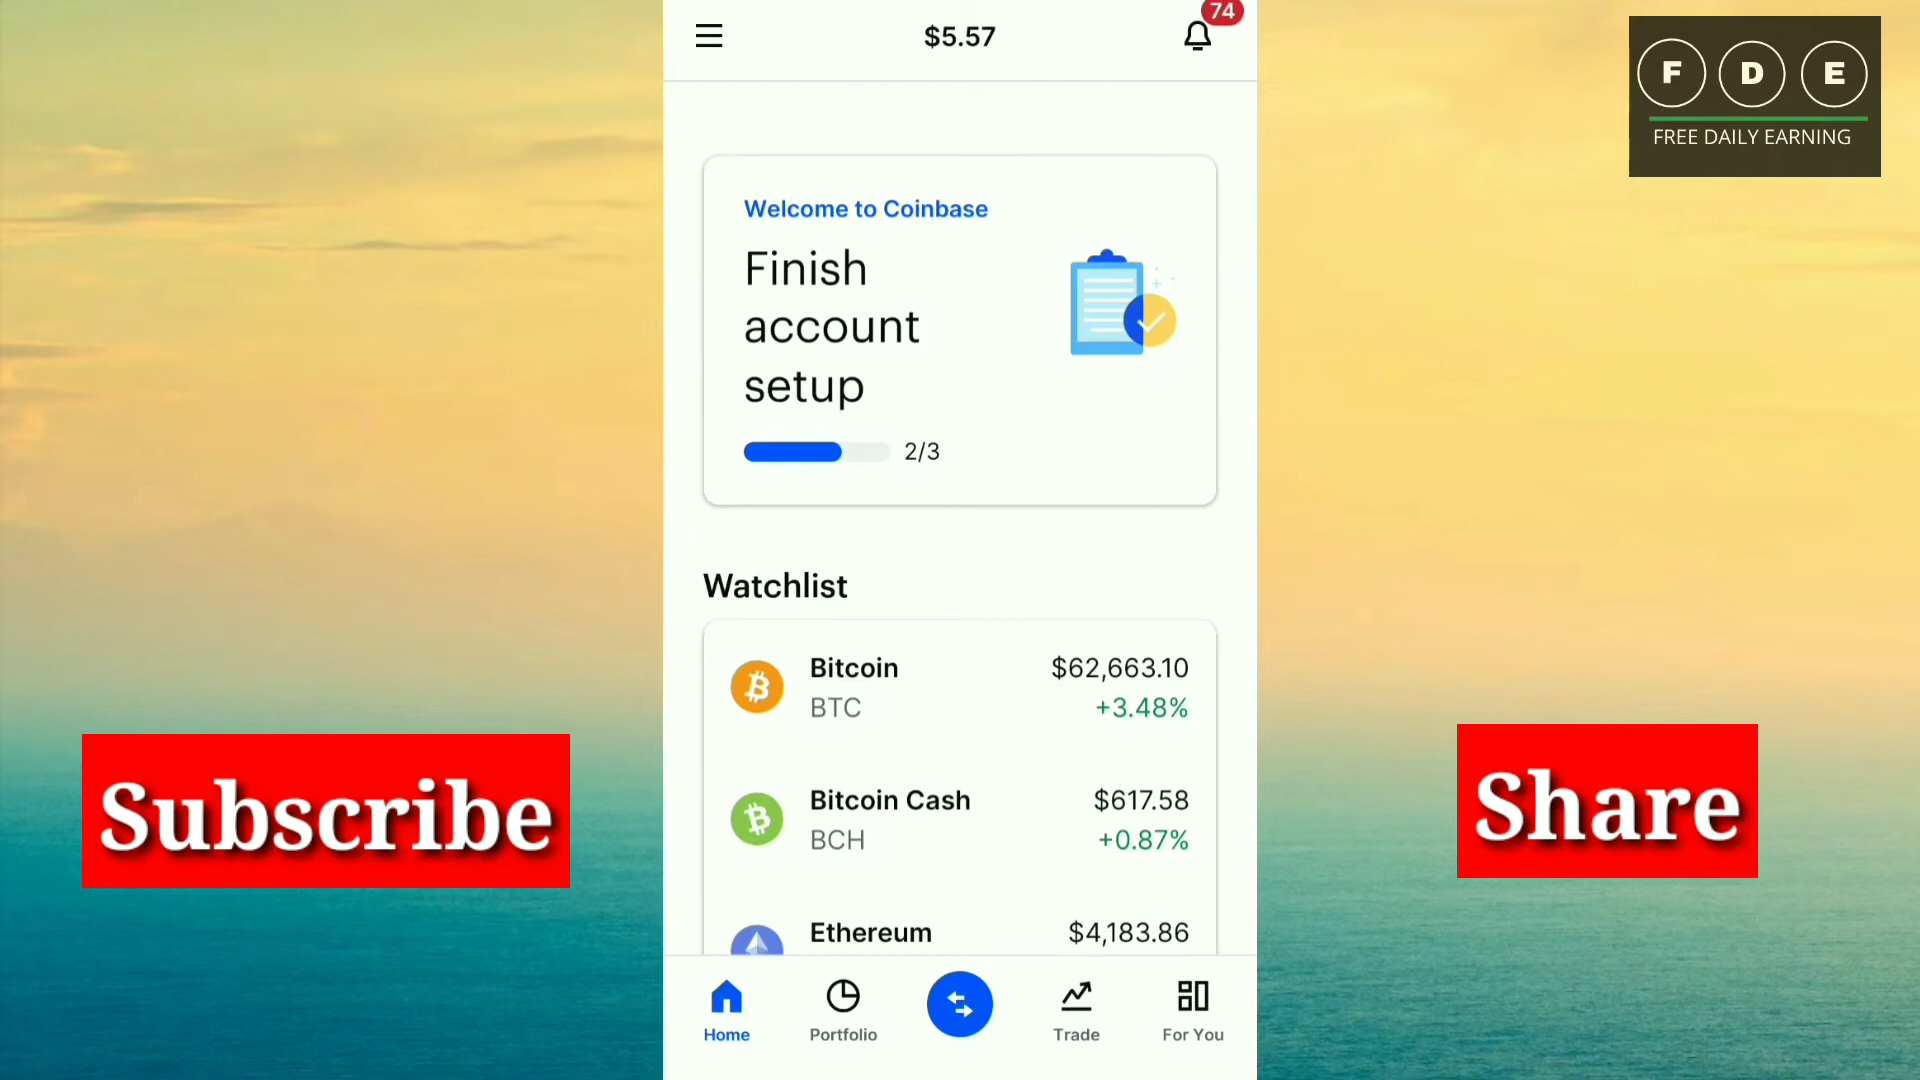 $5.57
74
F D E
FREE DAILY EARNING
Welcome to Coinbase
Finish
account
setup
2/3
Watchlist
Bitcoin $62,663.10
BTC +3.48%
Bitcoin Cash $617.58
BCH +0.87%
Ethereum $4,183.86
Subscribe
Share
Home Portfolio Trade For You